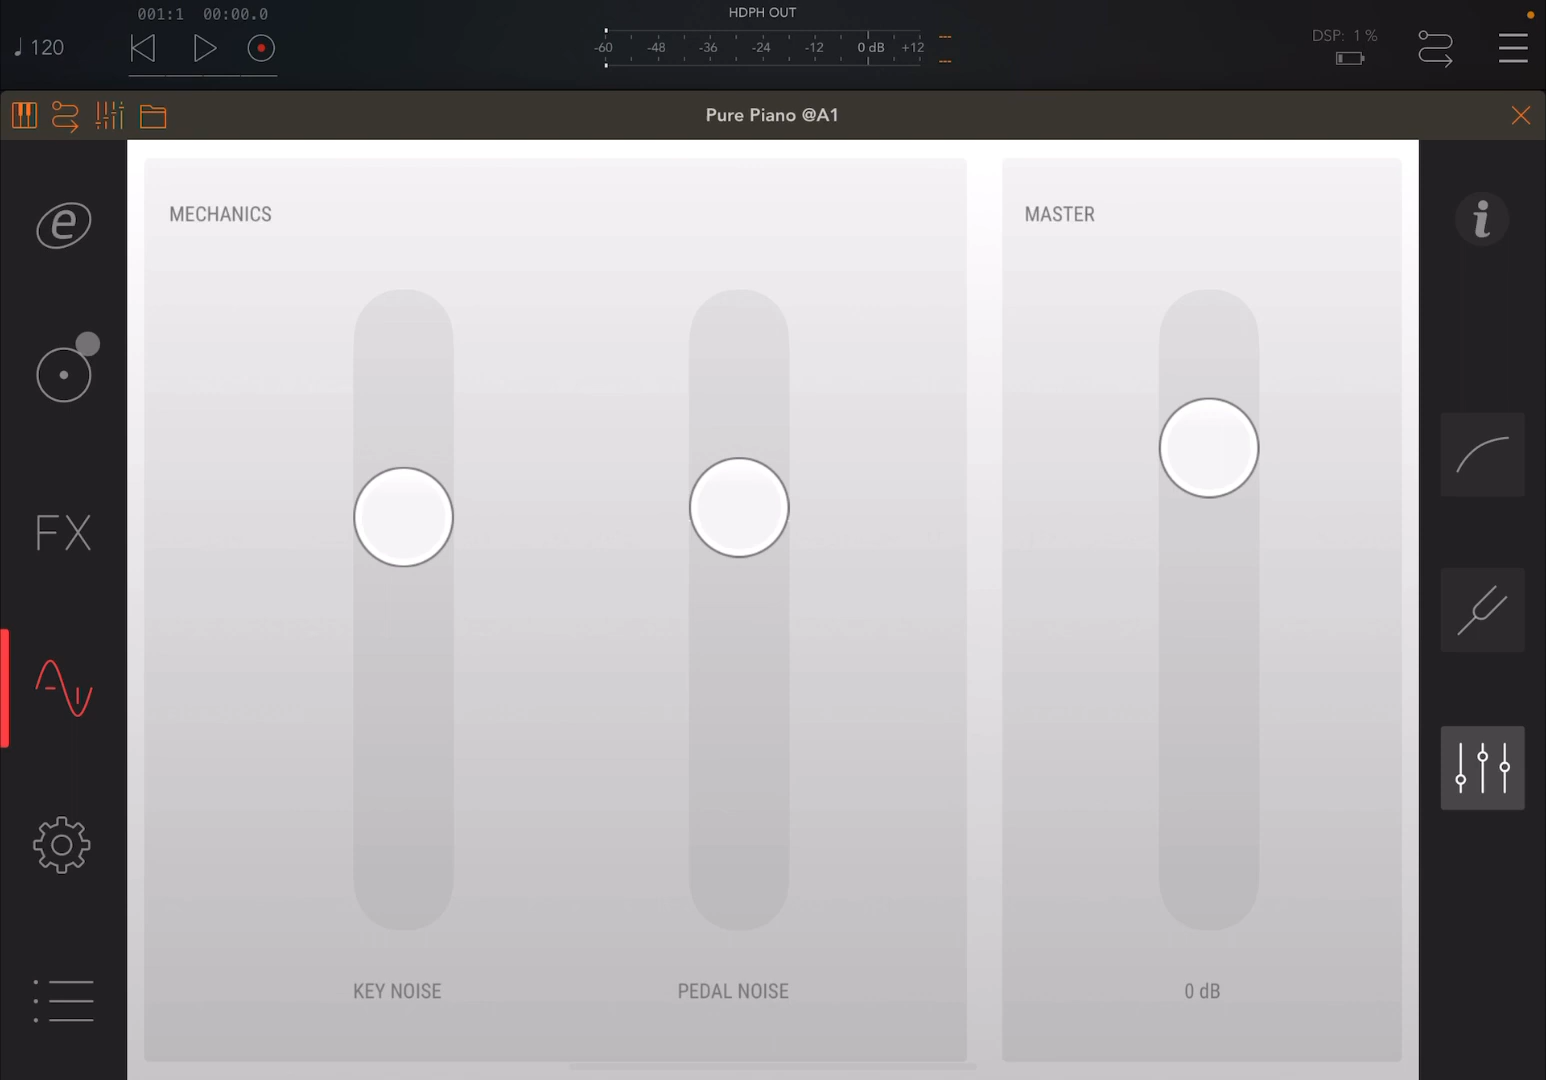 001:1 00:00.0
HDPH OUT
120
-60 -48 -36 -24 -12 0 dB +12
DSP: 1 %
Pure Piano @A1
e
FX
MECHANICS
KEY NOISE
PEDAL NOISE
MASTER
0 dB
i